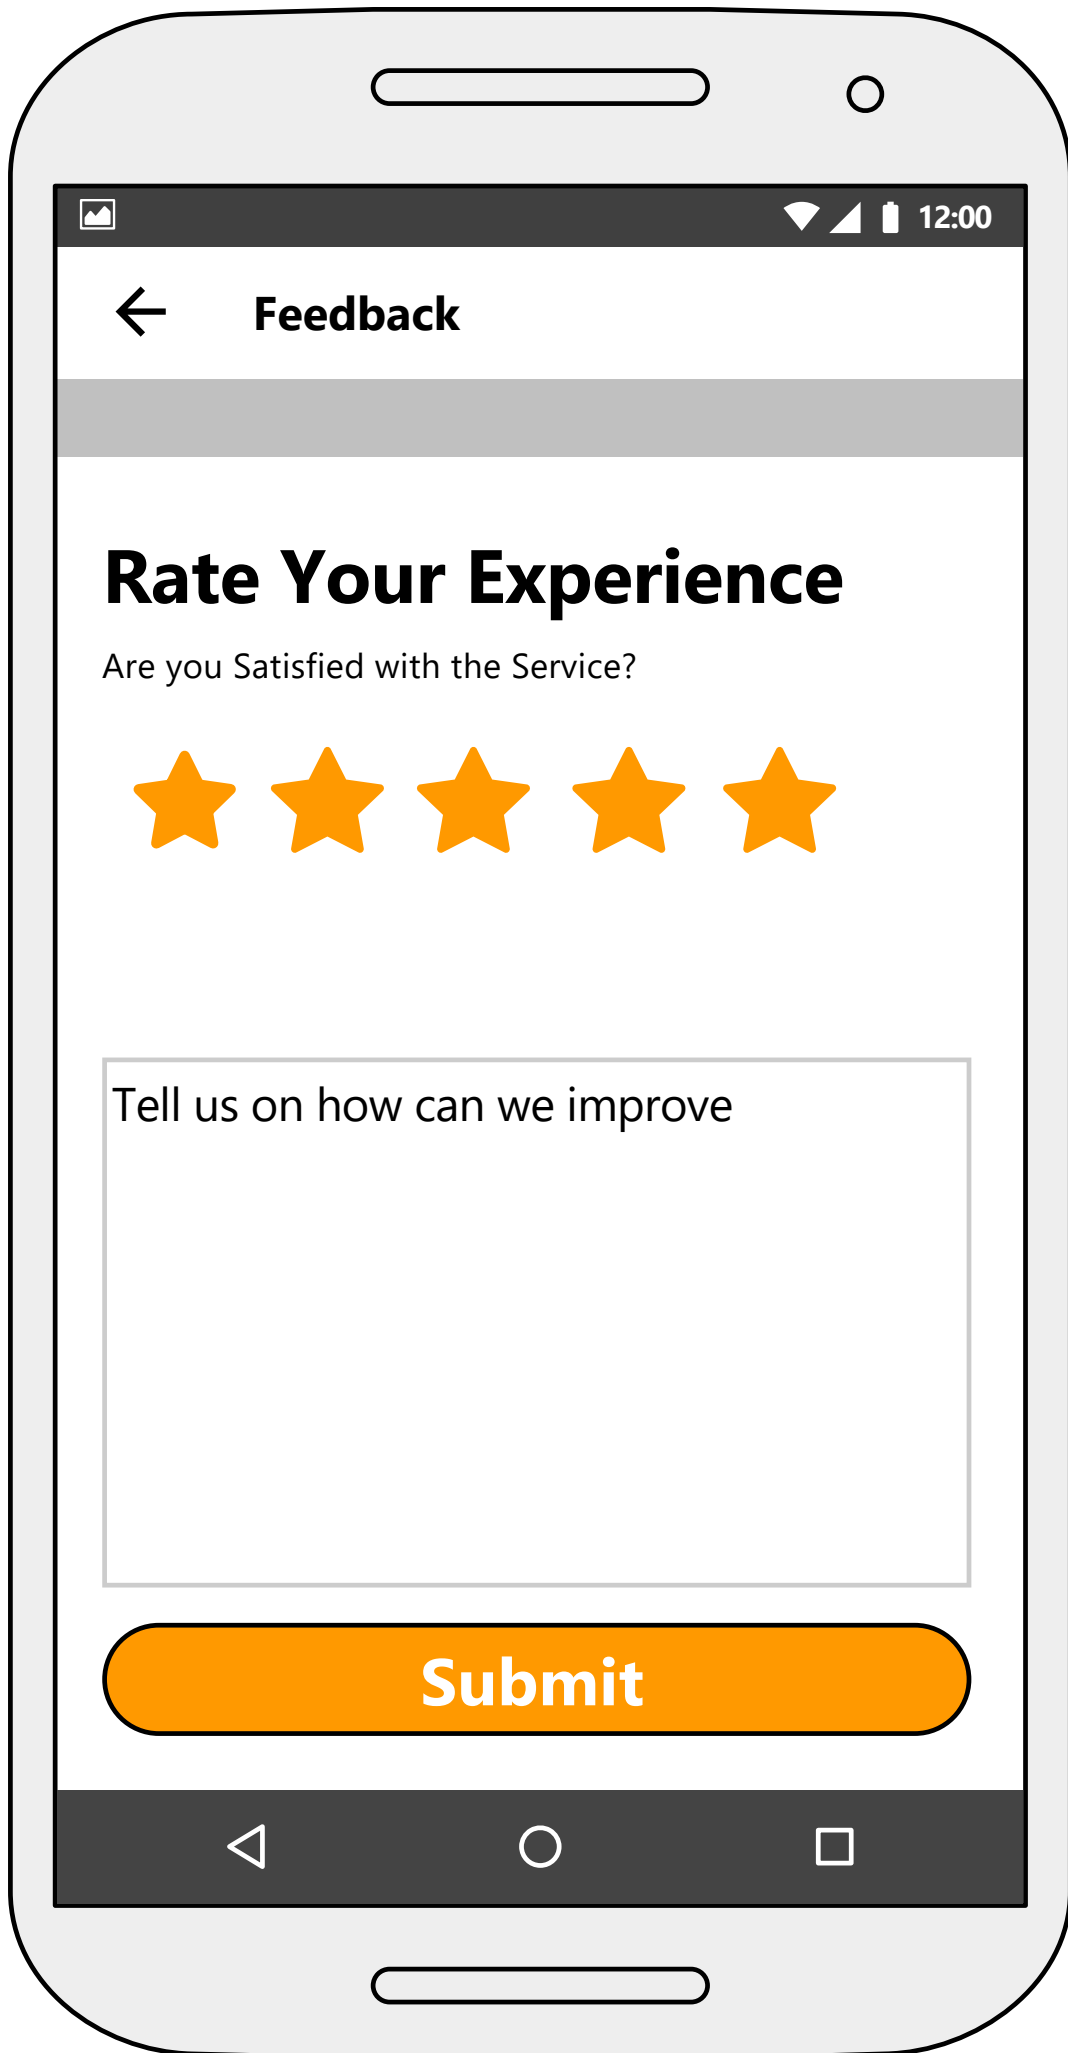 12:00
Feedback
Rate Your Experience
Are you Satisfied with the Service?
Tell us on how can we improve
Submit